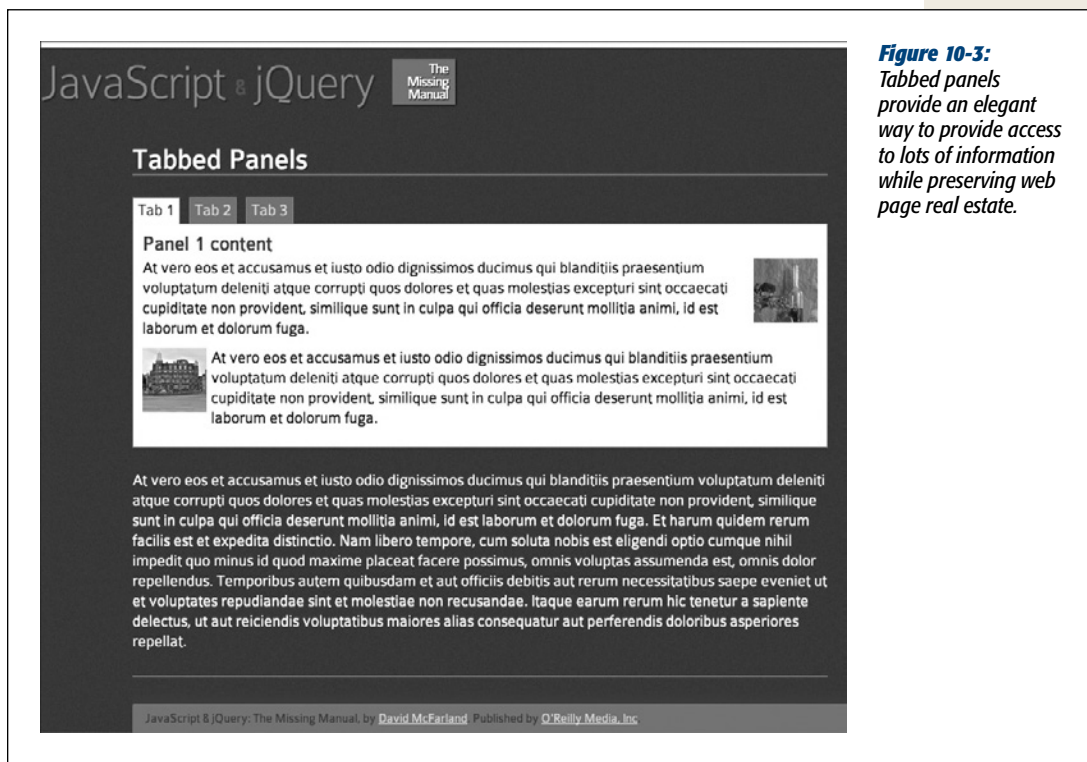 JavaScript & jQuery
The
Missing
Manual
Tabbed Panels
Tab 1 Tab 2 Tab 3
Panel 1 content
At vero eos et accusamus et iusto odio dignissimos ducimus qui blanditiis praesentium
voluptatum deleniti atque corrupti quos dolores et quas molestias excepturi sint occaecati
cupiditate non provident, similique sunt in culpa qui officia deserunt mollitia animi, id est
laborum et dolorum fuga.
At vero eos et accusamus et iusto odio dignissimos ducimus qui blanditiis praesentium
voluptatum deleniti atque corrupti quos dolores et quas molestias excepturi sint occaecati
cupiditate non provident, similique sunt in culpa qui officia deserunt mollitia animi, id est
laborum et dolorum fuga.
At vero eos et accusamus et iusto odio dignissimos ducimus qui blanditiis praesentium voluptatum deleniti
atque corrupti quos dolores et quas molestias excepturi sint occaecati cupiditate non provident, similique
sunt in culpa qui officia deserunt mollitia animi, id est laborum et dolorum fuga. Et harum quidem rerum
facilis est et expedita distinctio. Nam libero tempore, cum soluta nobis est eligendi optio cumque nihil
impedit quo minus id quod maxime placeat facere possimus, omnis voluptas assumenda est, omnis dolor
repellendus. Temporibus autem quibusdam et aut officiis debitis aut rerum necessitatibus saepe eveniet ut
et voluptates repudiandae sint et molestiae non recusandae. Itaque earum rerum hic tenetur a sapiente
delectus, ut aut reiciendis voluptatibus maiores alias consequatur aut perferendis doloribus asperiores
repellat.
JavaScript & jQuery: The Missing Manual, by David McFarland. Published by O'Reilly Media, Inc.
Figure 10-3:
Tabbed panels
provide an elegant
way to provide access
to lots of information
while preserving web
page real estate.